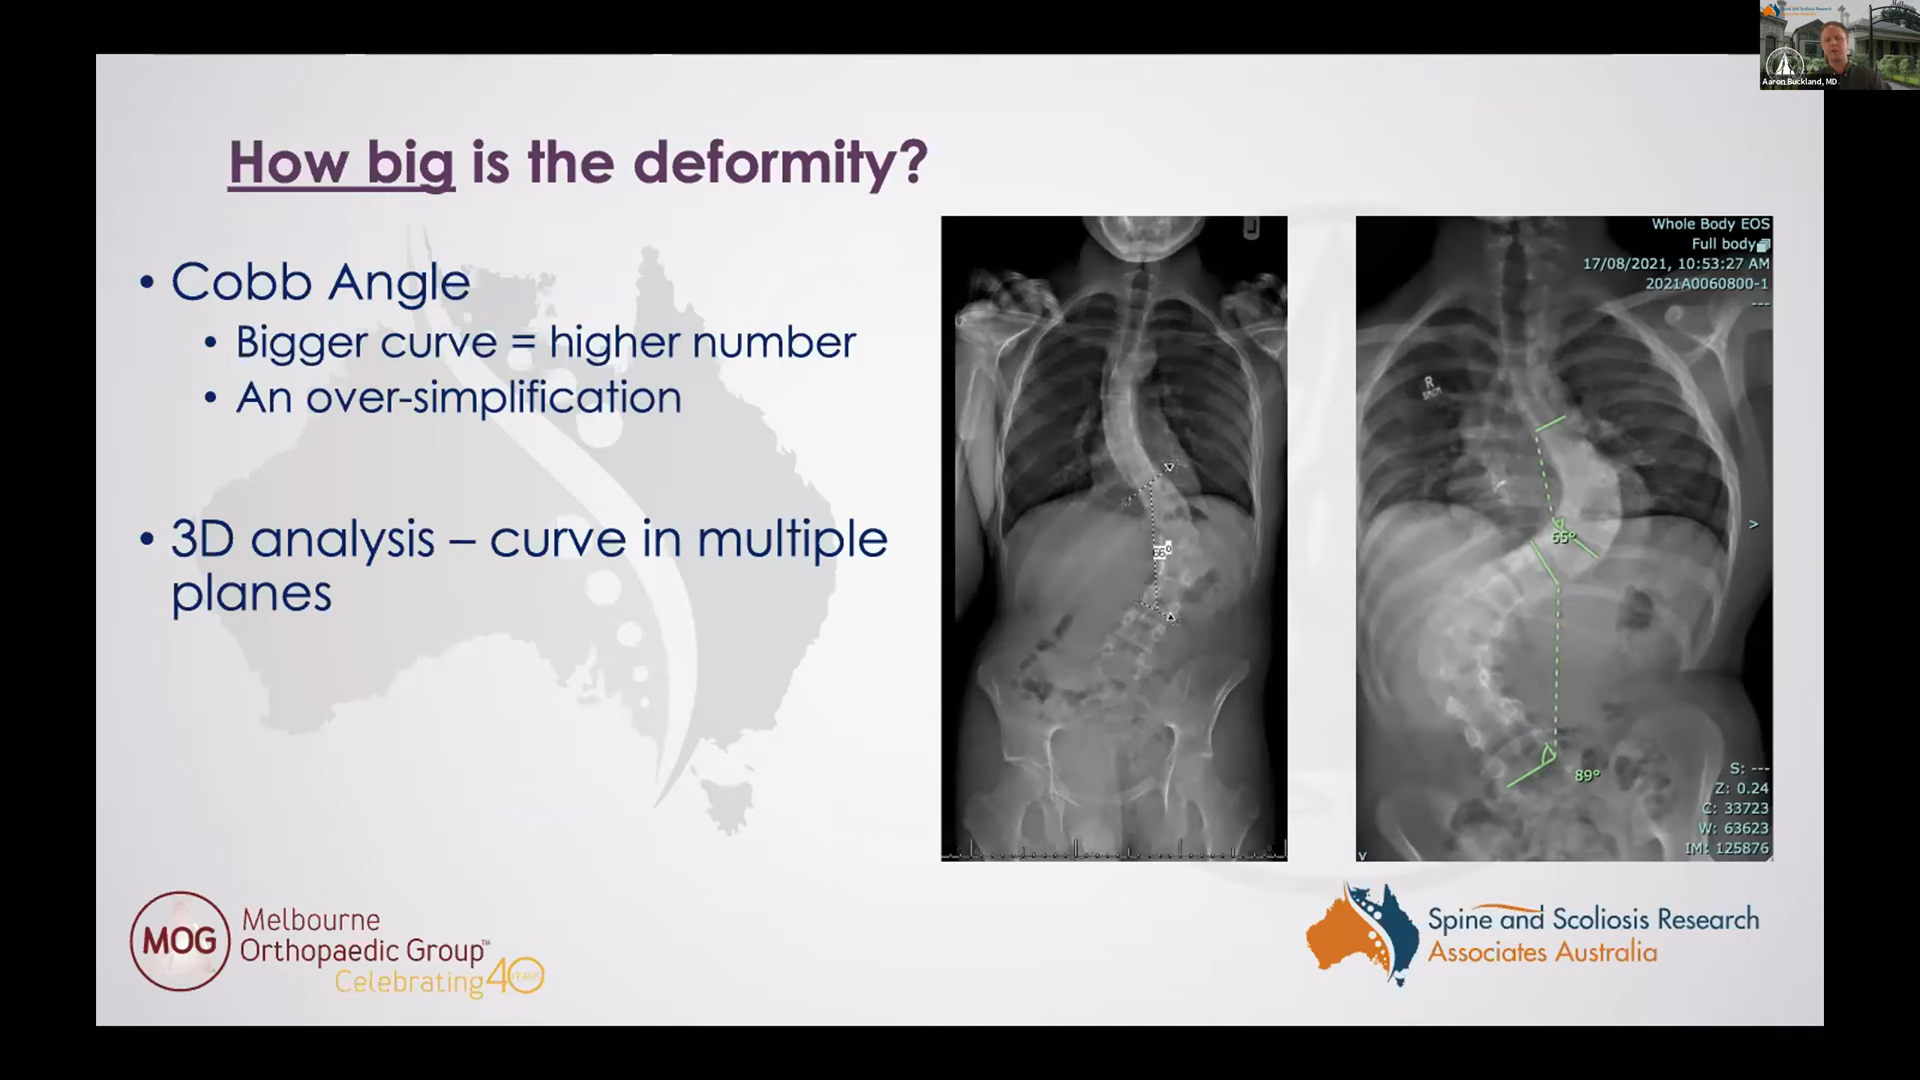 Aaron Buckland, MD.
How big is the deformity?
• Cobb Angle
• Bigger curve = higher number
• An over-simplification
• 3D analysis – curve in multiple
planes
L
Whole Body EOS
Full body
17/08/2021, 10:53:27 AM
2021A0060800-1
---
R
65°
>
89°
S: ---
Z: 0.24
C: 33723
W: 63623
IM: 125876
V
MOG
Melbourne
Orthopaedic Group™
Celebrating 40 YEARS
Spine and Scoliosis Research
Associates Australia